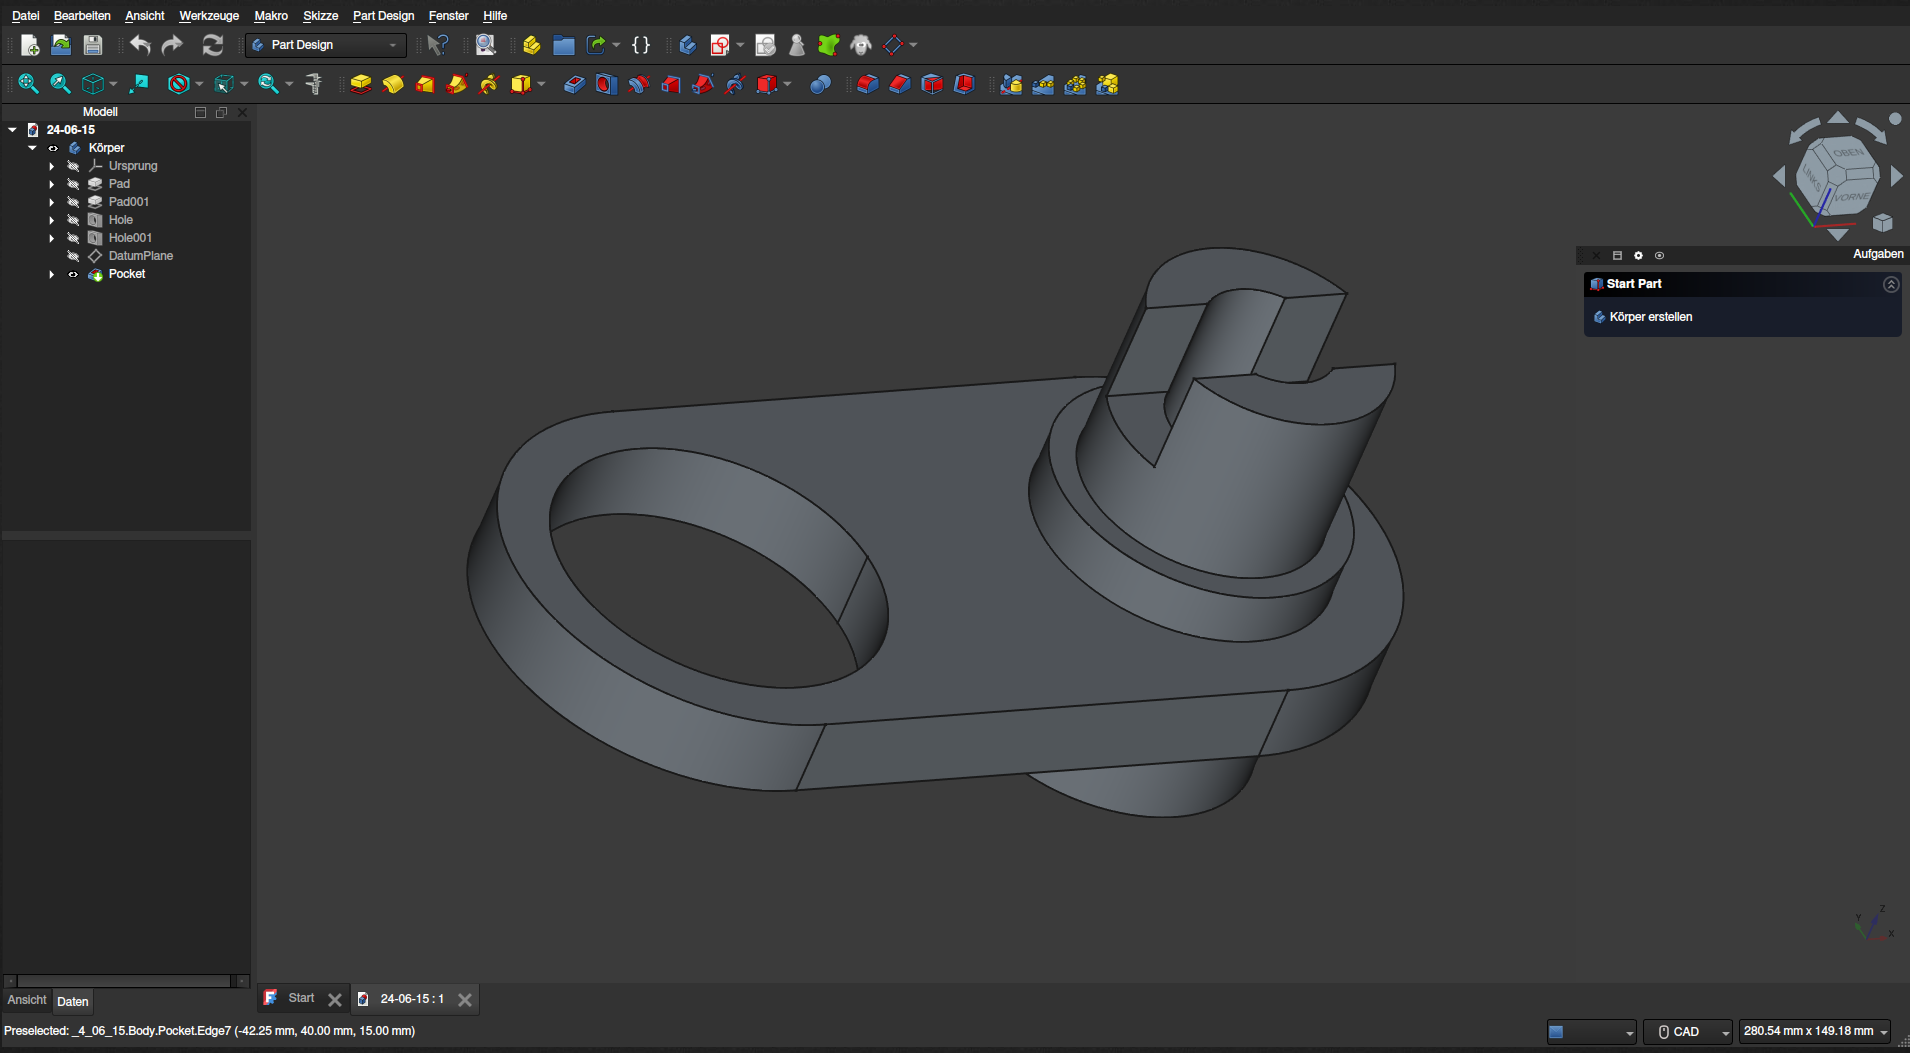 Datei Bearbeiten Ansicht Werkzeuge Makro Skizze Part Design Fenster Hilfe
Part Design
Modell
24-06-15
Körper
Ursprung
Pad
Pad001
Hole
Hole001
DatumPlane
Pocket
OBEN
LINKS
VORNE
Aufgaben
Start Part
Körper erstellen
Z
Y
X
Ansicht Daten
Start
24-06-15 : 1
Preselected: _4_06_15.Body.Pocket.Edge7 (-42.25 mm, 40.00 mm, 15.00 mm)
CAD
280.54 mm x 149.18 mm